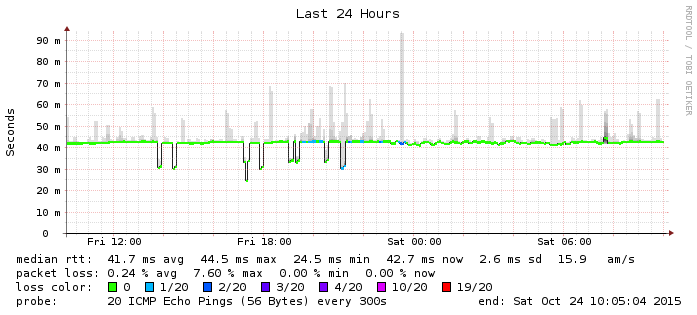 Last 24 Hours
RRDTOOL / TOBI OETIKER
Seconds
90 m
80 m
70 m
60 m
50 m
40 m
30 m
20 m
10 m
0
Fri 12:00 Fri 18:00 Sat 00:00 Sat 06:00
median rtt: 41.7 ms avg 44.5 ms max 24.5 ms min 42.7 ms now 2.6 ms sd 15.9 am/s
packet loss: 0.24 % avg 7.60 % max 0.00 % min 0.00 % now
loss color: 0 1/20 2/20 3/20 4/20 10/20 19/20
probe: 20 ICMP Echo Pings (56 Bytes) every 300s end: Sat Oct 24 10:05:04 2015